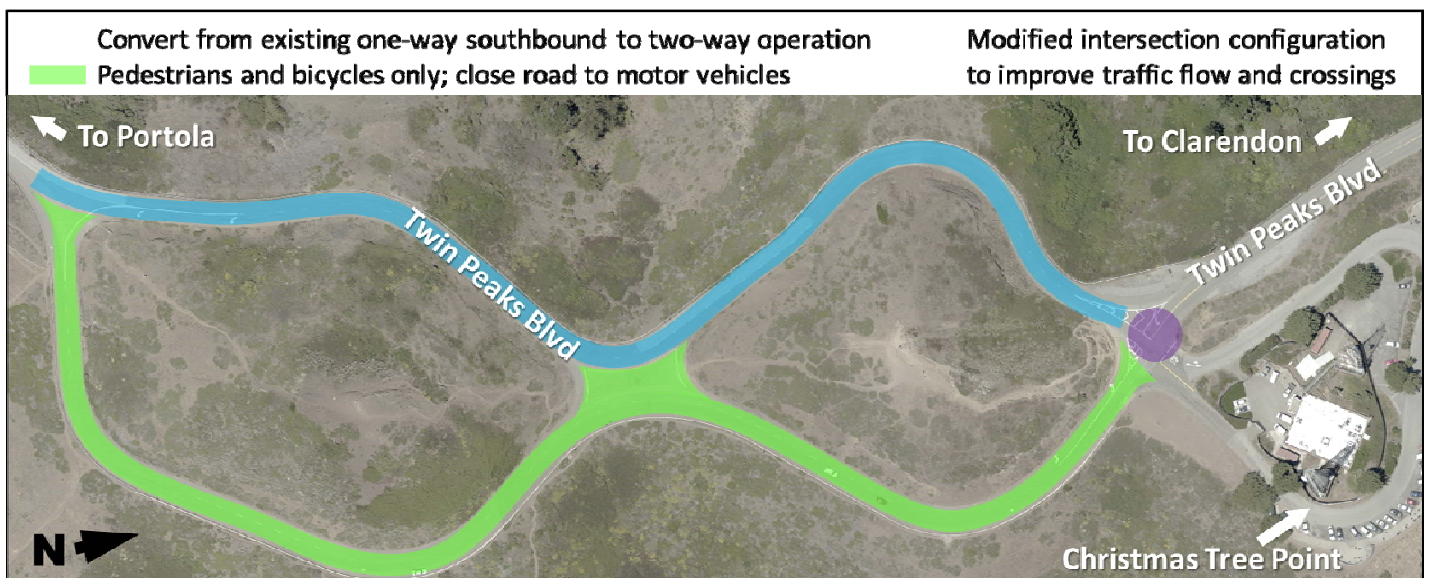 Convert from existing one-way southbound to two-way operation
Pedestrians and bicycles only; close road to motor vehicles
Modified intersection configuration
to improve traffic flow and crossings
To Portola
To Clarendon
Twin Peaks Blvd
Twin Peaks Blvd
N
Christmas Tree Point